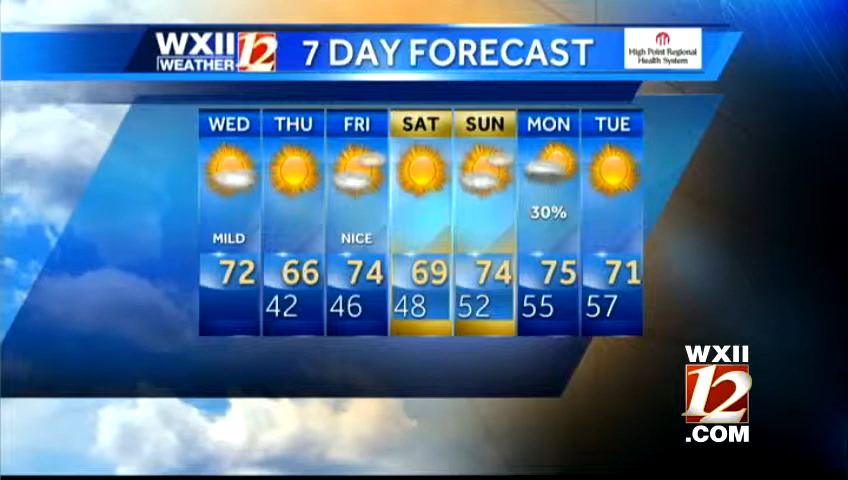 WXII 12
WEATHER
7 DAY FORECAST
High Point Regional
Health System
WED THU FRI SAT SUN MON TUE
30%
MILD NICE
72 66 74 69 74 75 71
42 46 48 52 55 57
WXII
12
.COM